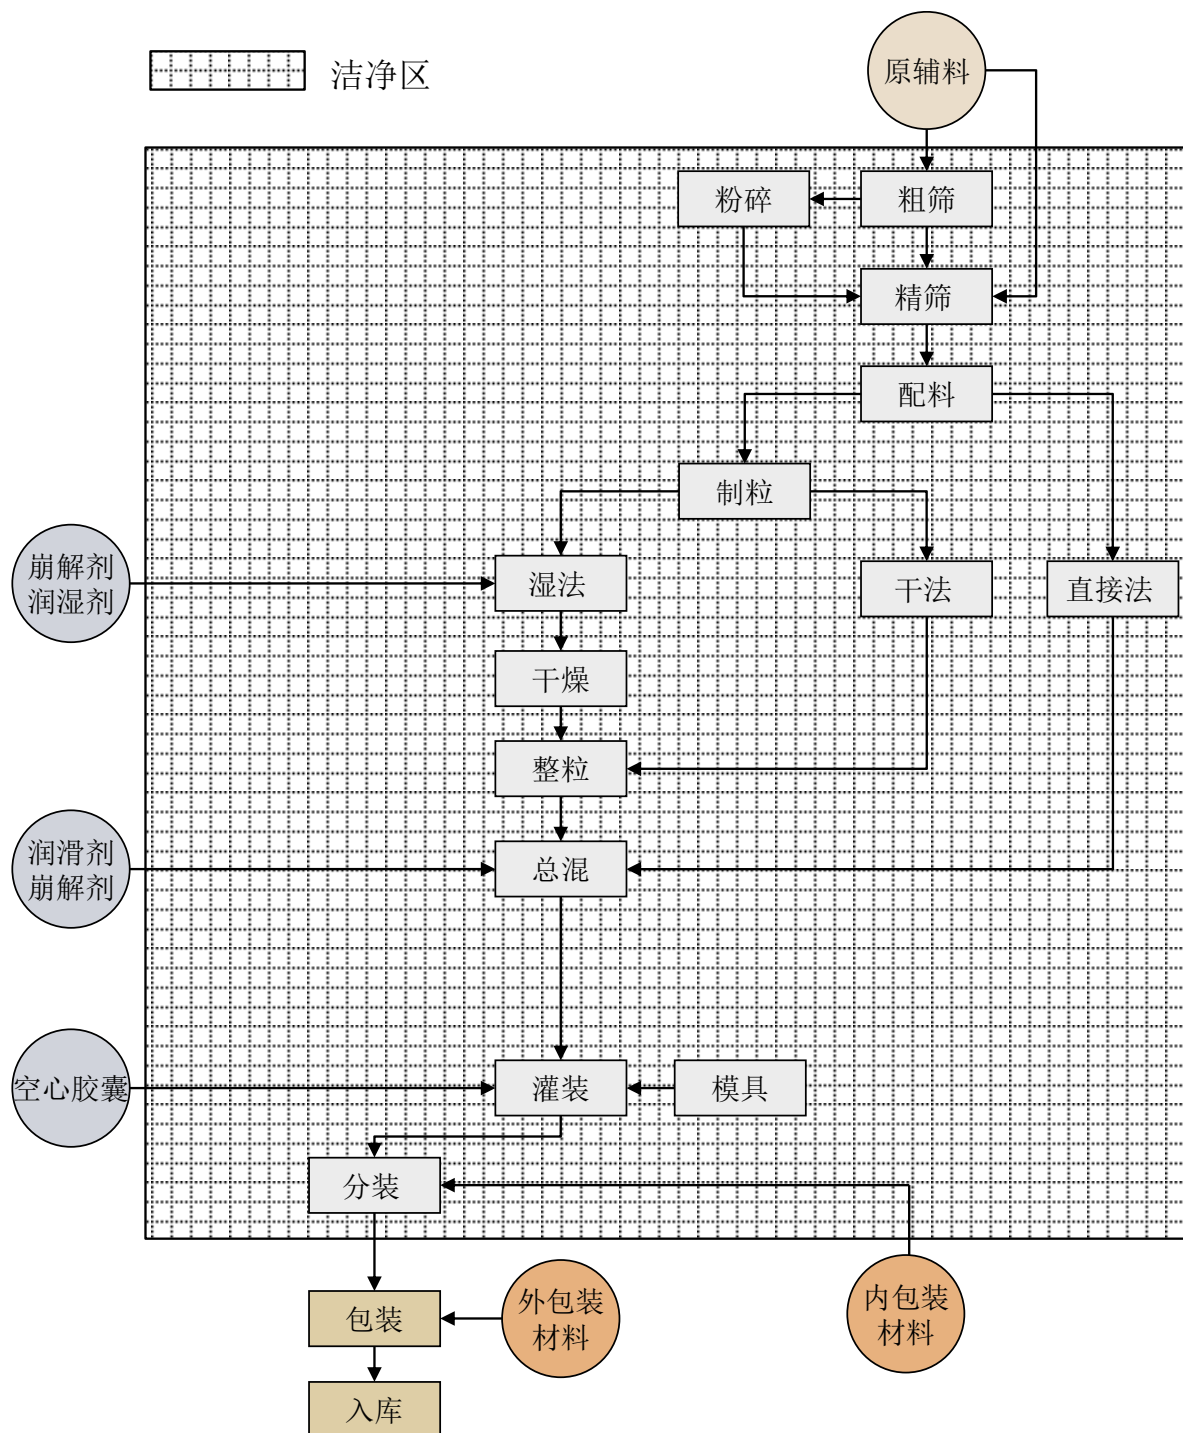 洁净区
原辅料
粉碎
粗筛
精筛
配料
制粒
崩解剂
润湿剂
湿法
干法
直接法
干燥
整粒
润滑剂
崩解剂
总混
空心胶囊
灌装
模具
分装
包装
外包装
材料
内包装
材料
入库